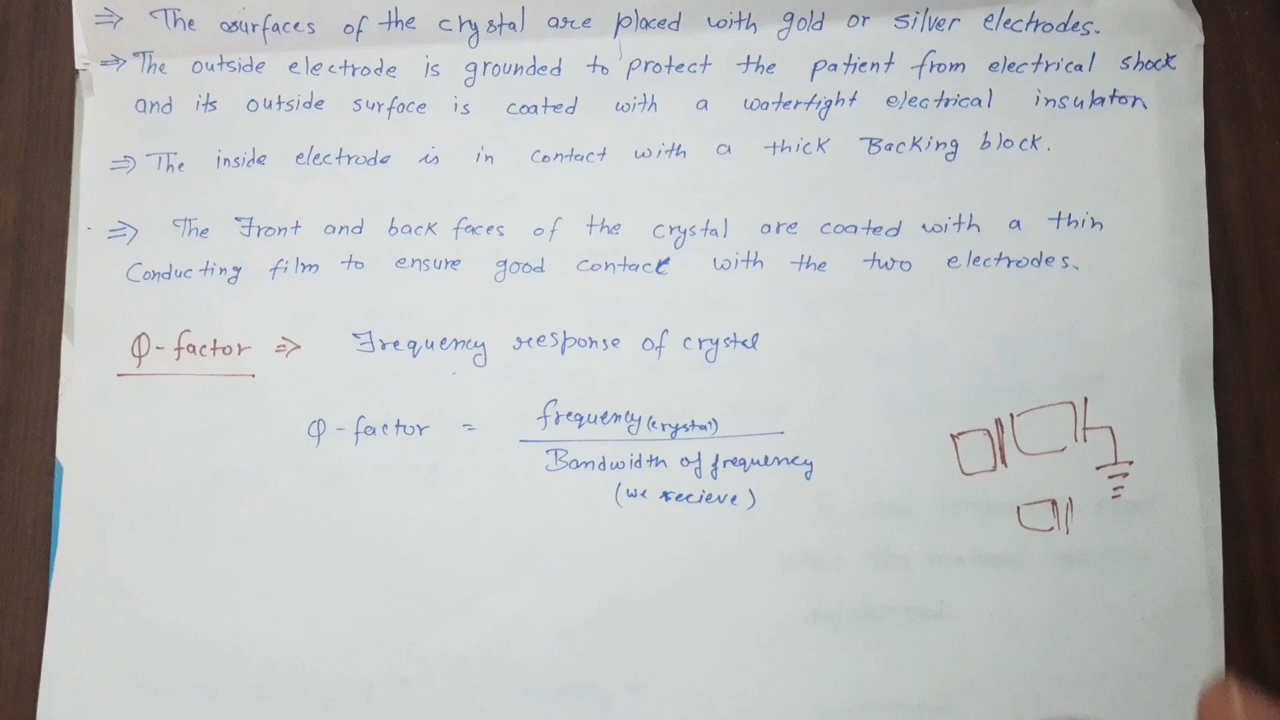 ⇒ The surfaces of the crystal are placed with gold or silver electrodes.
⇒ The outside electrode is grounded to protect the patient from electrical shock
and its outside surface is coated with a watertight electrical insulator
⇒ The inside electrode is in contact with a thick Backing block.
⇒ The Front and back faces of the crystal are coated with a thin
Conducting film to ensure good contact with the two electrodes.
Q-factor ⇒ Frequency response of crystal
Q-factor = frequency (crystal)
Bandwidth of frequency
(we recieve)